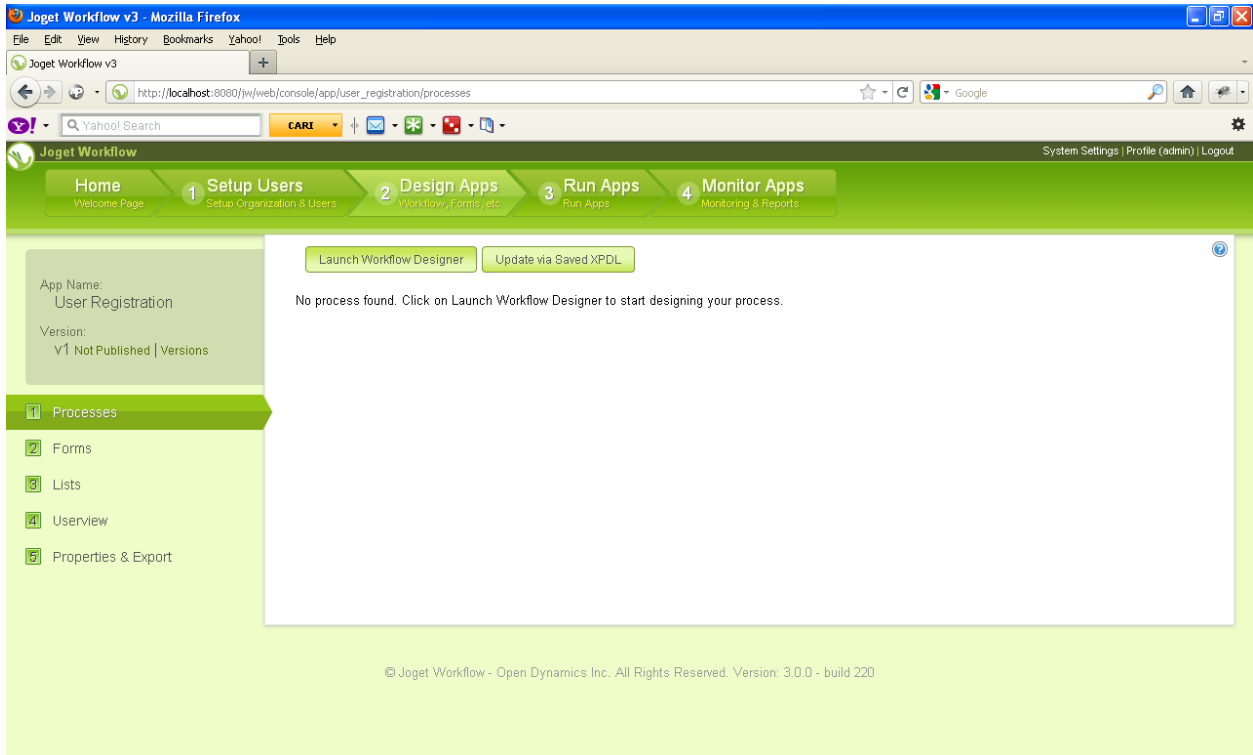 Joget Workflow v3 - Mozilla Firefox
File Edit View History Bookmarks Yahoo! Tools Help
Joget Workflow v3 +
http://localhost:8080/jw/web/console/app/user_registration/processes Google
Y! Yahoo! Search CARI
Joget Workflow System Settings | Profile (admin) | Logout
Home 1 Setup Users 2 Design Apps 3 Run Apps 4 Monitor Apps
Welcome Page Setup Organization & Users Workflow, Forms, etc Run Apps Monitoring & Reports
Launch Workflow Designer Update via Saved XPDL ?
App Name:
User Registration
No process found. Click on Launch Workflow Designer to start designing your process.
Version:
v1 Not Published | Versions
1 Processes
2 Forms
3 Lists
4 Userview
5 Properties & Export
© Joget Workflow - Open Dynamics Inc. All Rights Reserved. Version: 3.0.0 - build 220